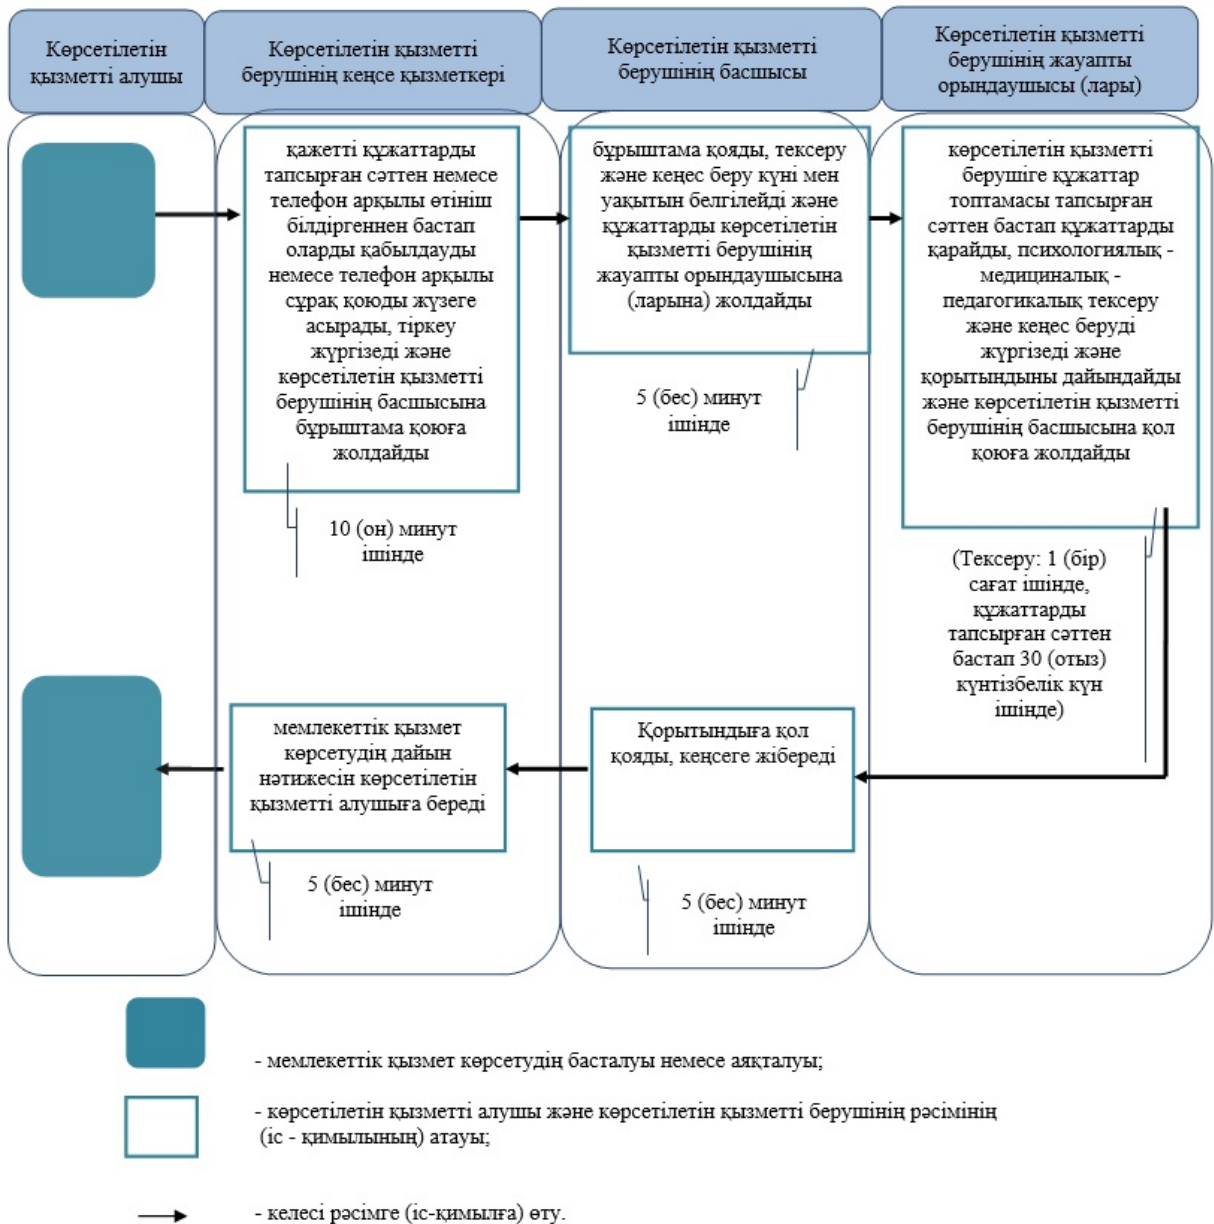 Көрсетілетін
қызметті алушы
Көрсетілетін қызметті
берушінің кеңсе қызметкері
Көрсетілетін қызметті
берушінің басшысы
Көрсетілетін қызметті
берушінің жауапты
орындаушысы (лары)
қажетті құжаттарды
тапсырған сәттен немесе
телефон арқылы өтініш
білдіргеннен бастап
оларды қабылдауды
немесе телефон арқылы
сұрақ қоюды жүзеге
асырады, тіркеу
жүргізеді және
көрсетілетін қызметті
берушінің басшысына
бұрыштама қоюға
жолдайды
10 (он) минут
ішінде
бұрыштама қояды, тексеру
және кеңес беру күні мен
уақытын белгілейді және
құжаттарды көрсетілетін
қызметті берушінің
жауапты орындаушысына
(ларына) жолдайды
5 (бес) минут
ішінде
көрсетілетін қызметті
берушіге құжаттар
топтамасы тапсырған
сәттен бастап құжаттарды
қарайды, психологиялық -
медициналық -
педагогикалық тексеру
және кеңес беруді
жүргізеді және
қорытындыны дайындайды
және көрсетілетін қызметті
берушінің басшысына қол
қоюға жолдайды
(Тексеру: 1 (бір)
сағат ішінде,
құжаттарды
тапсырған сәттен
бастап 30 (отыз)
күнтізбелік күн
ішінде)
мемлекеттік қызмет
көрсетудің дайын
нәтижесін көрсетілетін
қызметті алушыға береді
5 (бес) минут
ішінде
Қорытындыға қол
қояды, кеңсеге жібереді
5 (бес) минут
ішінде
- мемлекеттік қызмет көрсетудің басталуы немесе аяқталуы;
- көрсетілетін қызметті алушы және көрсетілетін қызметті берушінің рәсімінің
(іс - қимылының) атауы;
- келесі рәсімге (іс-қимылға) өту.